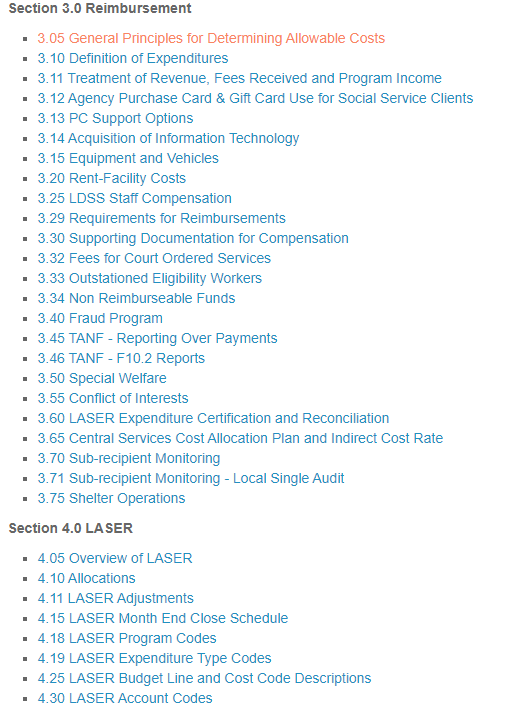 Section 3.0 Reimbursement
3.05 General Principles for Determining Allowable Costs
3.10 Definition of Expenditures
3.11 Treatment of Revenue, Fees Received and Program Income
3.12 Agency Purchase Card & Gift Card Use for Social Service Clients
3.13 PC Support Options
3.14 Acquisition of Information Technology
3.15 Equipment and Vehicles
3.20 Rent-Facility Costs
3.25 LDSS Staff Compensation
3.29 Requirements for Reimbursements
3.30 Supporting Documentation for Compensation
3.32 Fees for Court Ordered Services
3.33 Outstationed Eligibility Workers
3.34 Non Reimburseable Funds
3.40 Fraud Program
3.45 TANF - Reporting Over Payments
3.46 TANF - F10.2 Reports
3.50 Special Welfare
3.55 Conflict of Interests
3.60 LASER Expenditure Certification and Reconciliation
3.65 Central Services Cost Allocation Plan and Indirect Cost Rate
3.70 Sub-recipient Monitoring
3.71 Sub-recipient Monitoring - Local Single Audit
3.75 Shelter Operations
Section 4.0 LASER
4.05 Overview of LASER
4.10 Allocations
4.11 LASER Adjustments
4.15 LASER Month End Close Schedule
4.18 LASER Program Codes
4.19 LASER Expenditure Type Codes
4.25 LASER Budget Line and Cost Code Descriptions
4.30 LASER Account Codes